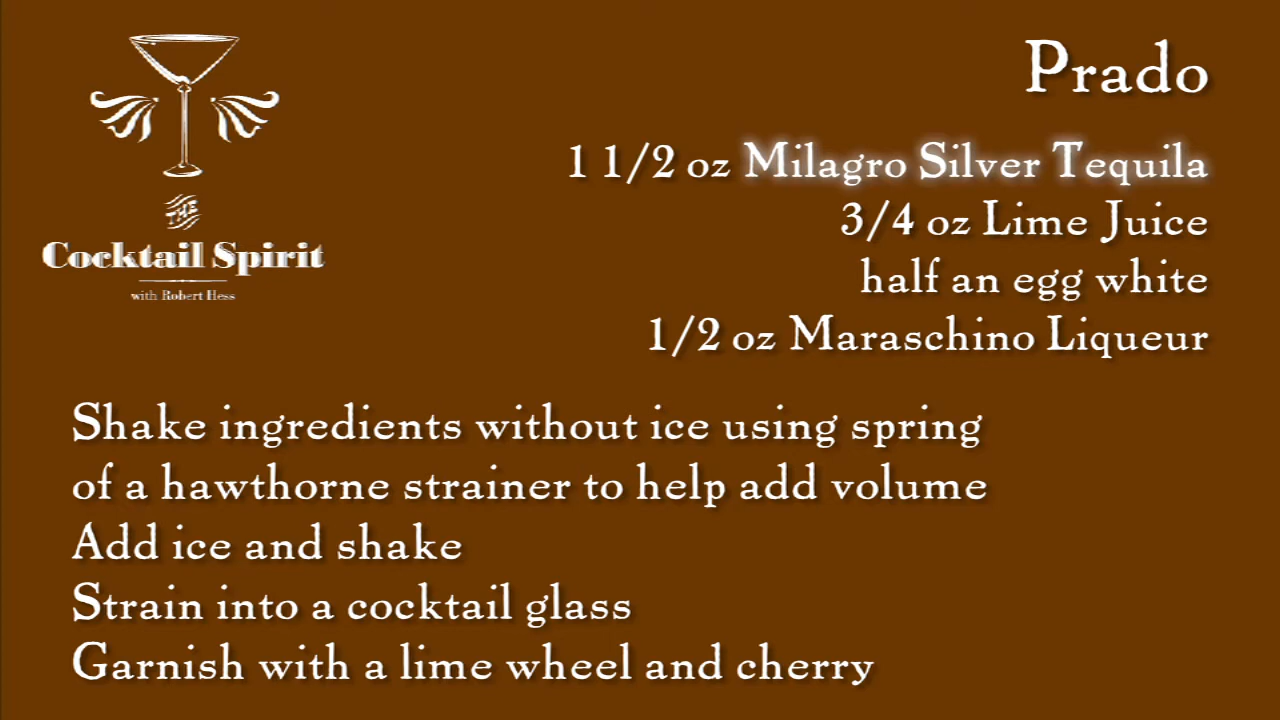 THE
Cocktail Spirit
with Robert Hess
Prado
1 1/2 oz Milagro Silver Tequila
3/4 oz Lime Juice
half an egg white
1/2 oz Maraschino Liqueur
Shake ingredients without ice using spring
of a hawthorne strainer to help add volume
Add ice and shake
Strain into a cocktail glass
Garnish with a lime wheel and cherry